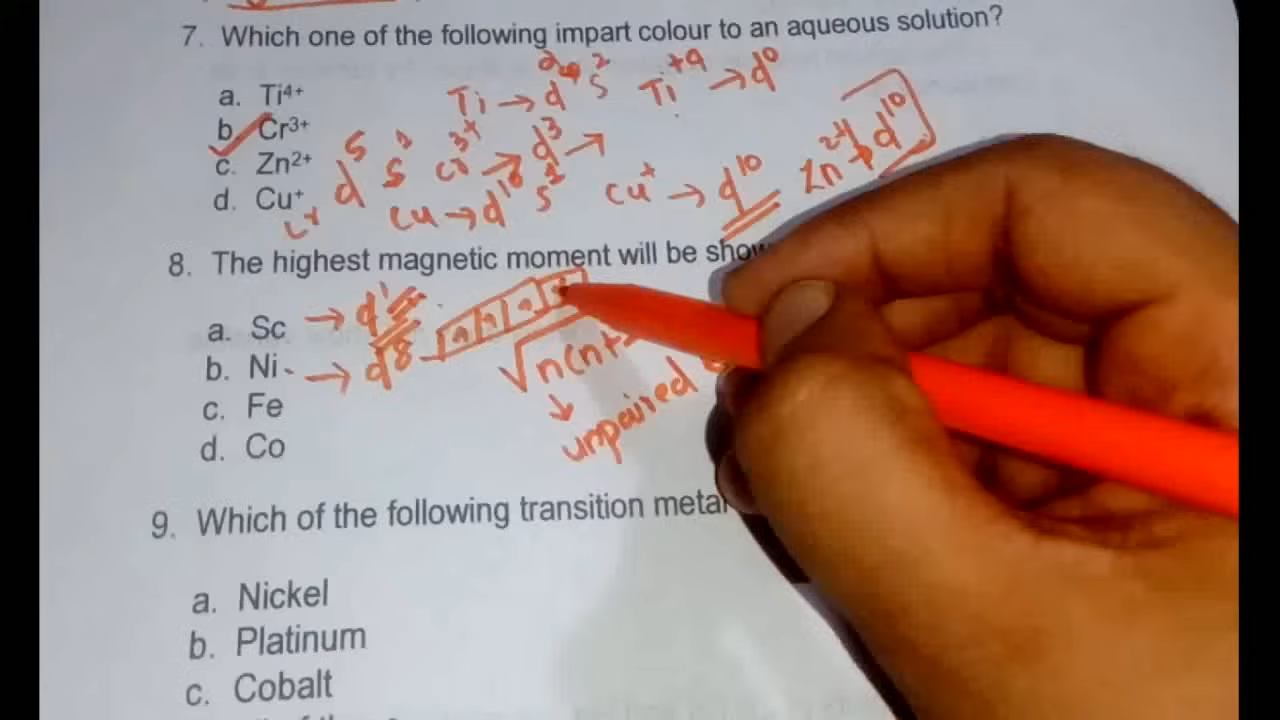 7. Which one of the following impart colour to an aqueous solution?
a. Ti⁴⁺
b. Cr³⁺
c. Zn²⁺
d. Cu⁺
Ti → d² s² Ti⁺⁴ → d⁰
d⁵ s¹ Cr³⁺ → d³ →
Cu → d¹⁰ s¹ Cu⁺ → d¹⁰ Zn²⁺ → d¹⁰
8. The highest magnetic moment will be
a. Sc → d¹
b. Ni → d⁸
√n(n+
↓
unpaired
c. Fe
d. Co
9. Which of the following transition metal
a. Nickel
b. Platinum
c. Cobalt